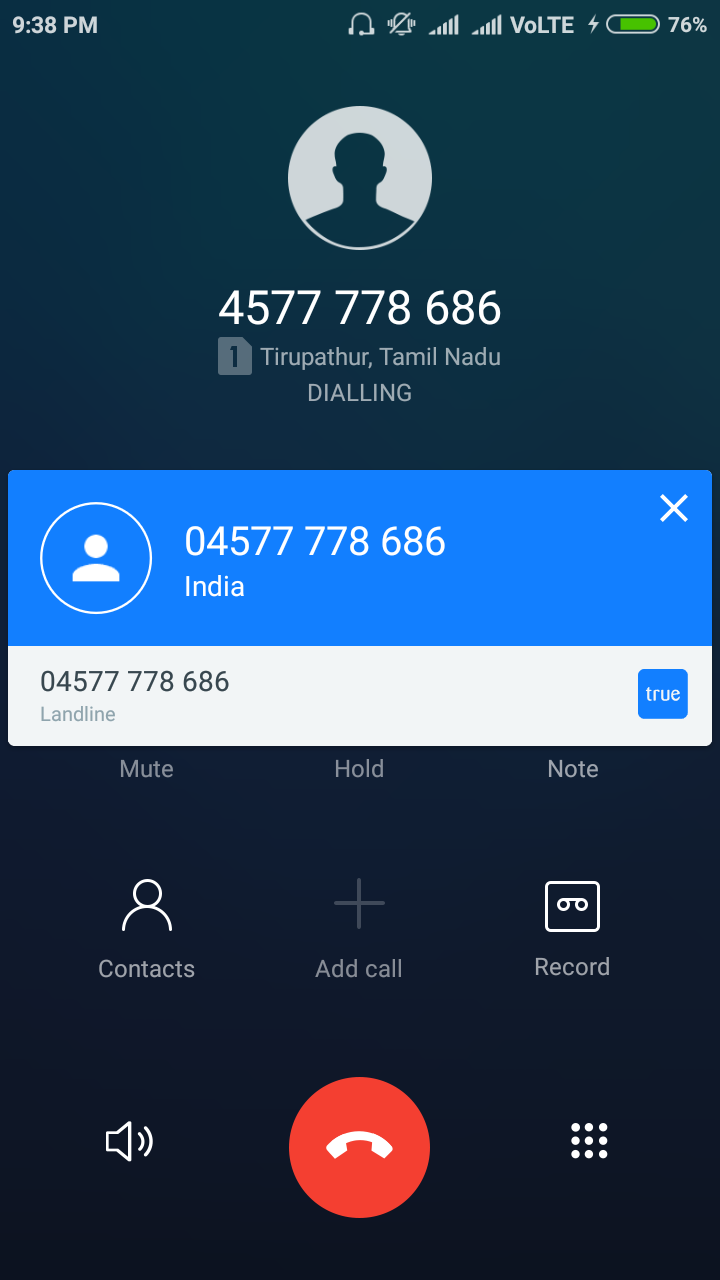 9:38 PM VoLTE 76%
4577 778 686
1 Tirupathur, Tamil Nadu
DIALLING
04577 778 686
India
04577 778 686
Landline
true
Mute Hold Note
Contacts Add call Record